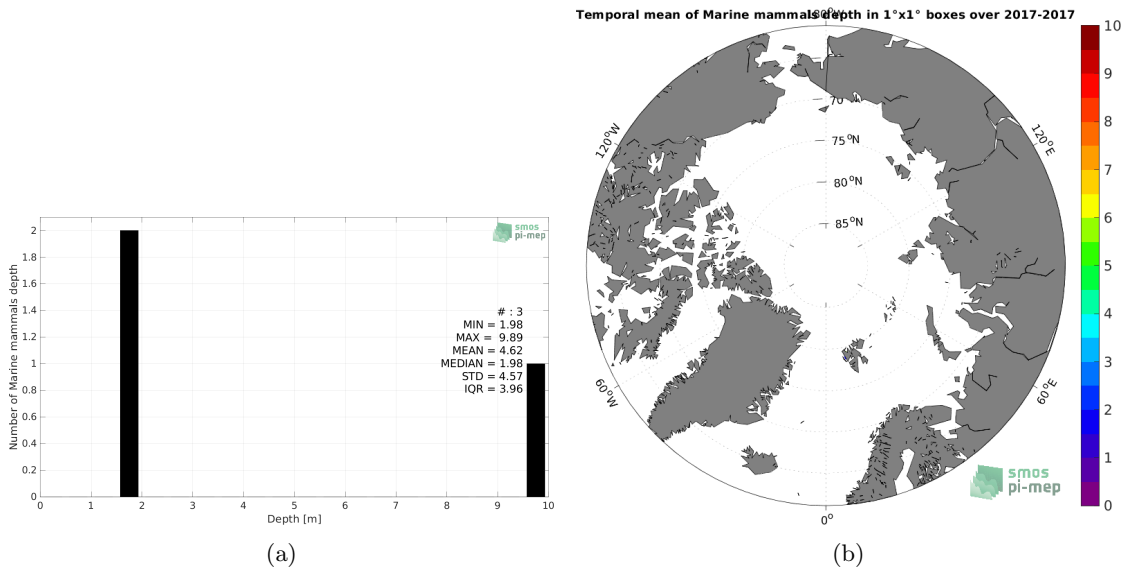 smos
pi-mep
Number of Marine mammals depth
2
1.8
1.6
1.4
1.2
1
0.8
0.6
0.4
0.2
0
# : 3
MIN = 1.98
MAX = 9.89
MEAN = 4.62
MEDIAN = 1.98
STD = 4.57
IQR = 3.96
0 1 2 3 4 5 6 7 8 9 10
Depth [m]
(a)
Temporal mean of Marine mammals depth in 1°x1° boxes over 2017-2017
180°W
120°W
120°E
70°N
75°N
80°N
85°N
60°W
60°E
0°
smos
pi-mep
10
9
8
7
6
5
4
3
2
1
0
(b)